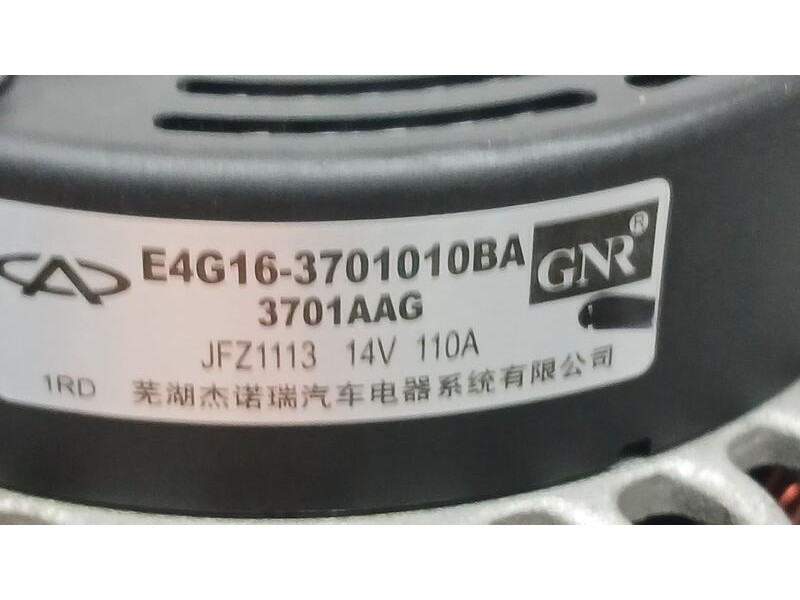 E4G16-3701010BA
GNR®
3701AAG
JFZ1113 14V 110A
1RD 芜湖杰诺瑞汽车电器系统有限公司